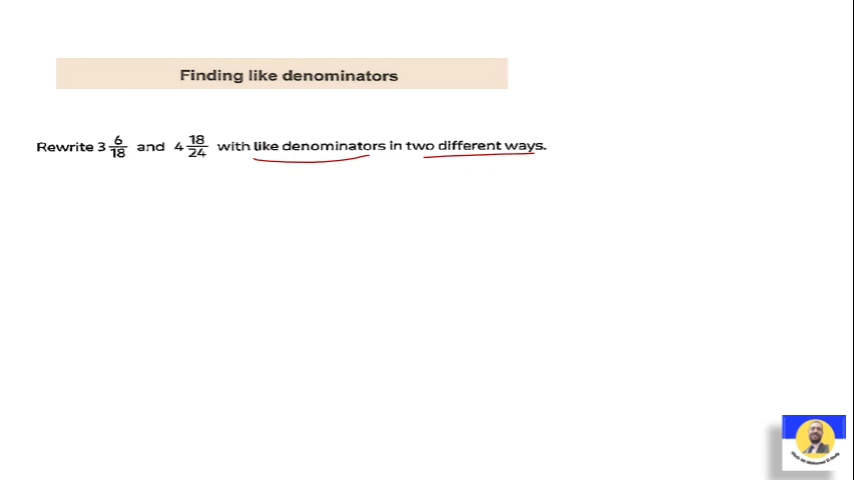 Finding like denominators
Rewrite 3 6/18 and 4 18/24 with like denominators in two different ways.